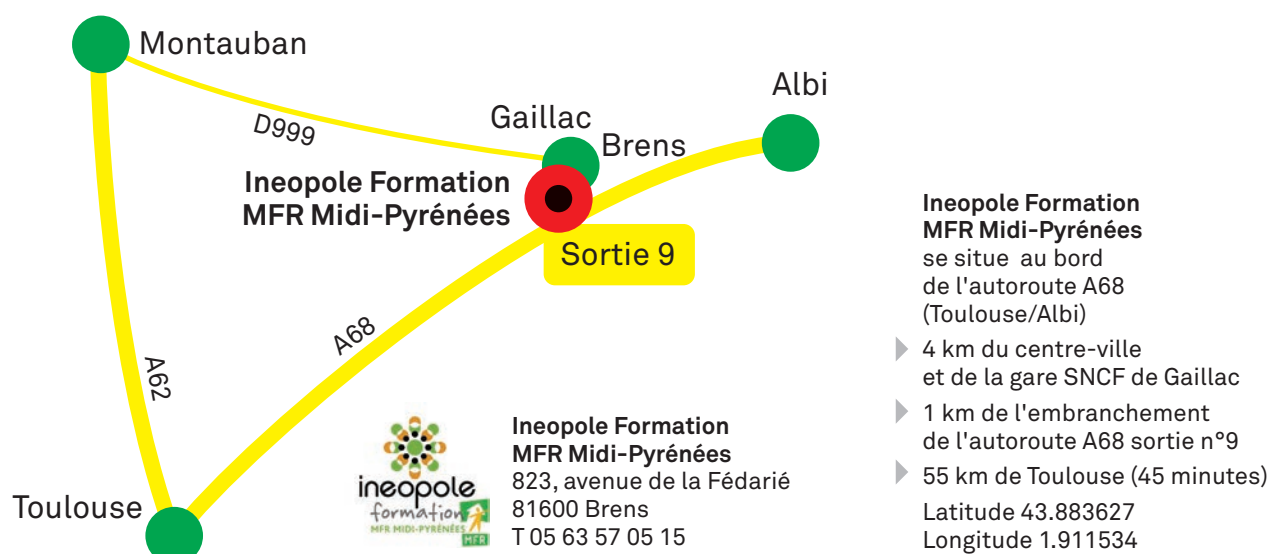 Montauban
Albi
D999
Gaillac
Brens
Ineopole Formation
MFR Midi-Pyrénées
Sortie 9
A68
A62
Toulouse
ineopole
formation
MFR MIDI-PYRÉNÉES
MFR
Ineopole Formation
MFR Midi-Pyrénées
823, avenue de la Fédarié
81600 Brens
T 05 63 57 05 15
Ineopole Formation
MFR Midi-Pyrénées
se situe au bord
de l'autoroute A68
(Toulouse/Albi)
4 km du centre-ville
et de la gare SNCF de Gaillac
1 km de l'embranchement
de l'autoroute A68 sortie n°9
55 km de Toulouse (45 minutes)
Latitude 43.883627
Longitude 1.911534